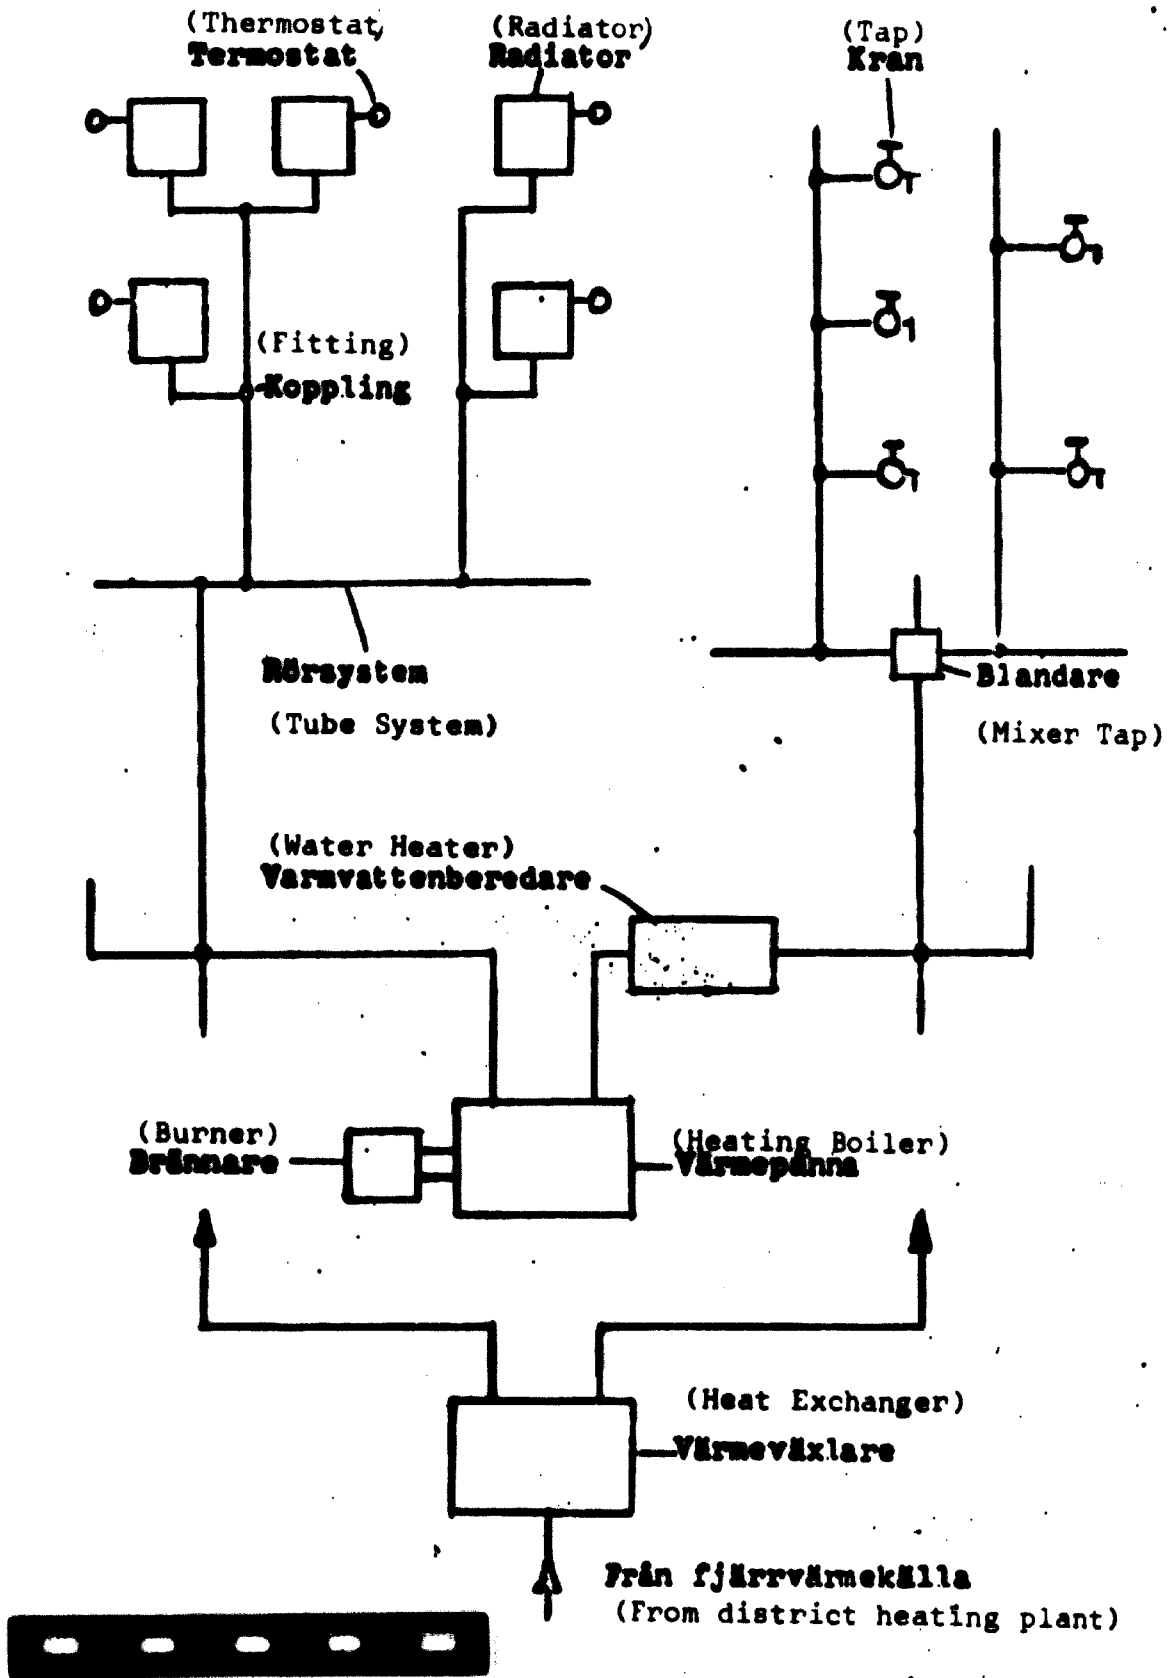 (Thermostat)
Termostat
(Radiator)
Radiator
(Tap)
Kran
(Fitting)
Koppling
Rörsystem
(Tube System)
Blandare
(Mixer Tap)
(Water Heater)
Varmvattenberedare
(Burner)
Brännare
(Heating Boiler)
Värmepanna
(Heat Exchanger)
Värmeväxlare
Från fjärrvärmekälla
(From district heating plant)